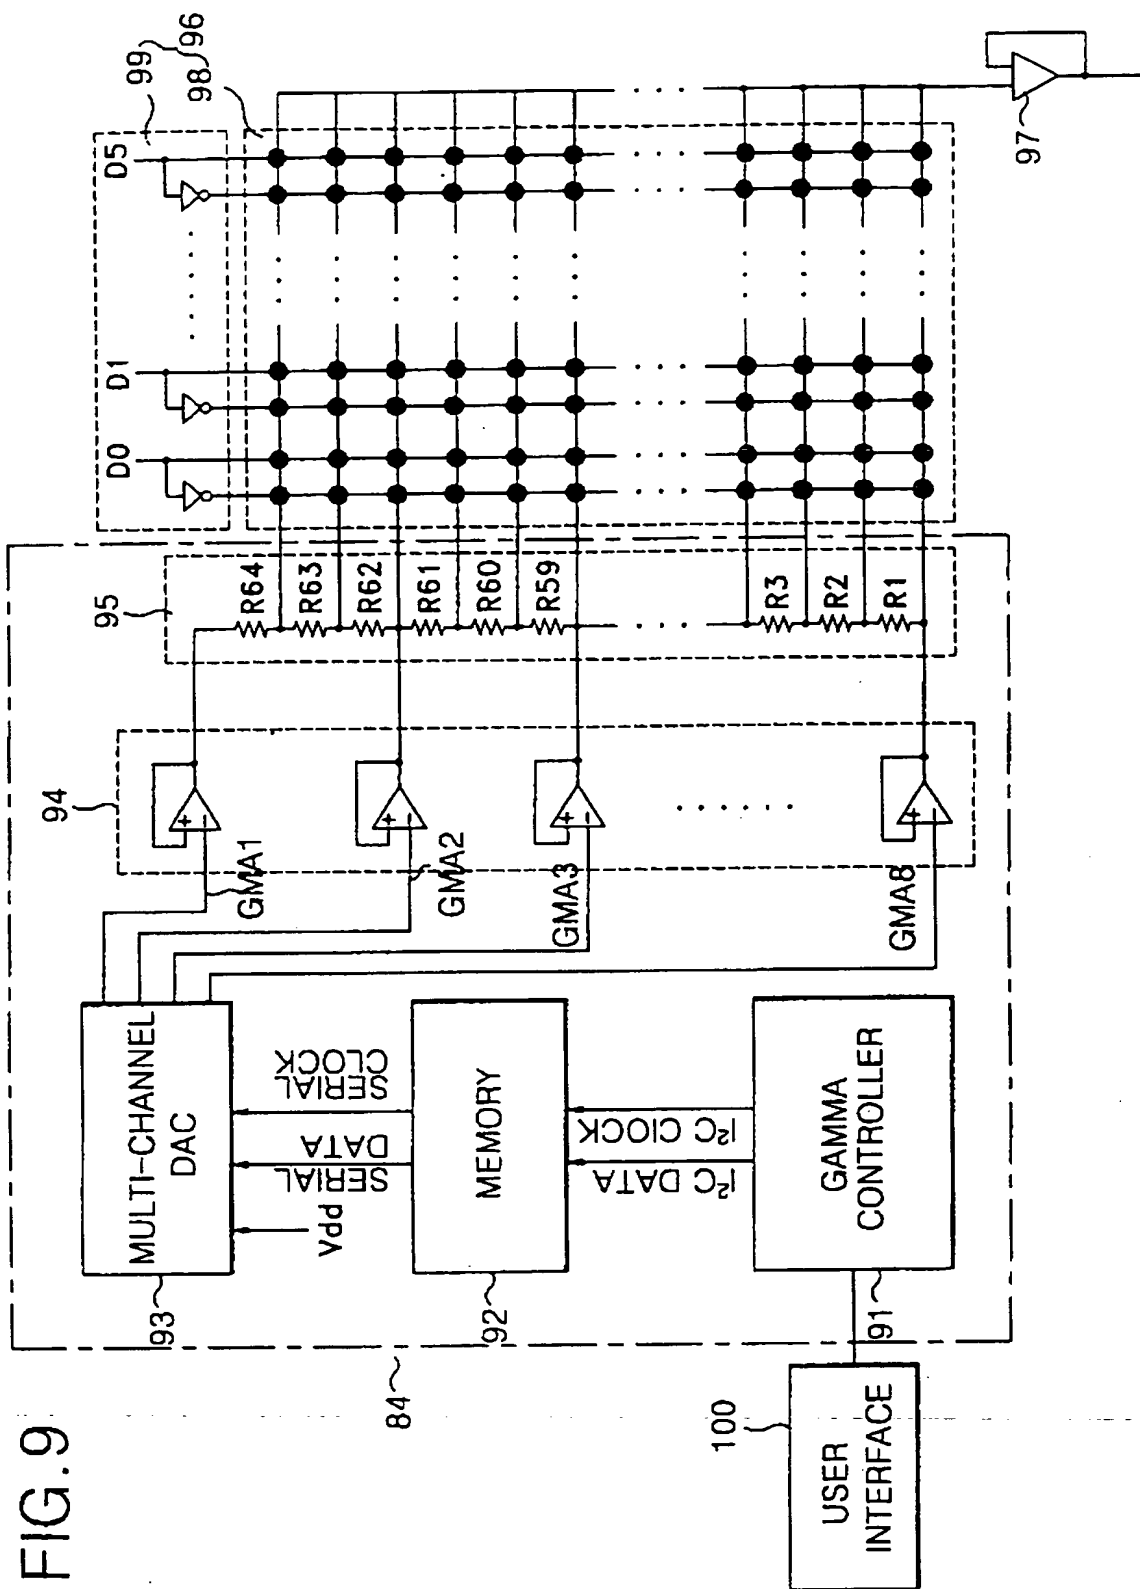 FIG.9
99
96
98
D5
D1
D0
95
R64
R63
R62
R61
R60
R59
R3
R2
R1
97
94
+
−
+
−
+
−
+
−
GMA1
GMA2
GMA3
GMA8
MULTI-CHANNEL
DAC
93
Vdd
SERIAL
DATA
SERIAL
CLOCK
MEMORY
92
I²C DATA
I²C CLOCK
GAMMA
CONTROLLER
91
84
100
USER
INTERFACE